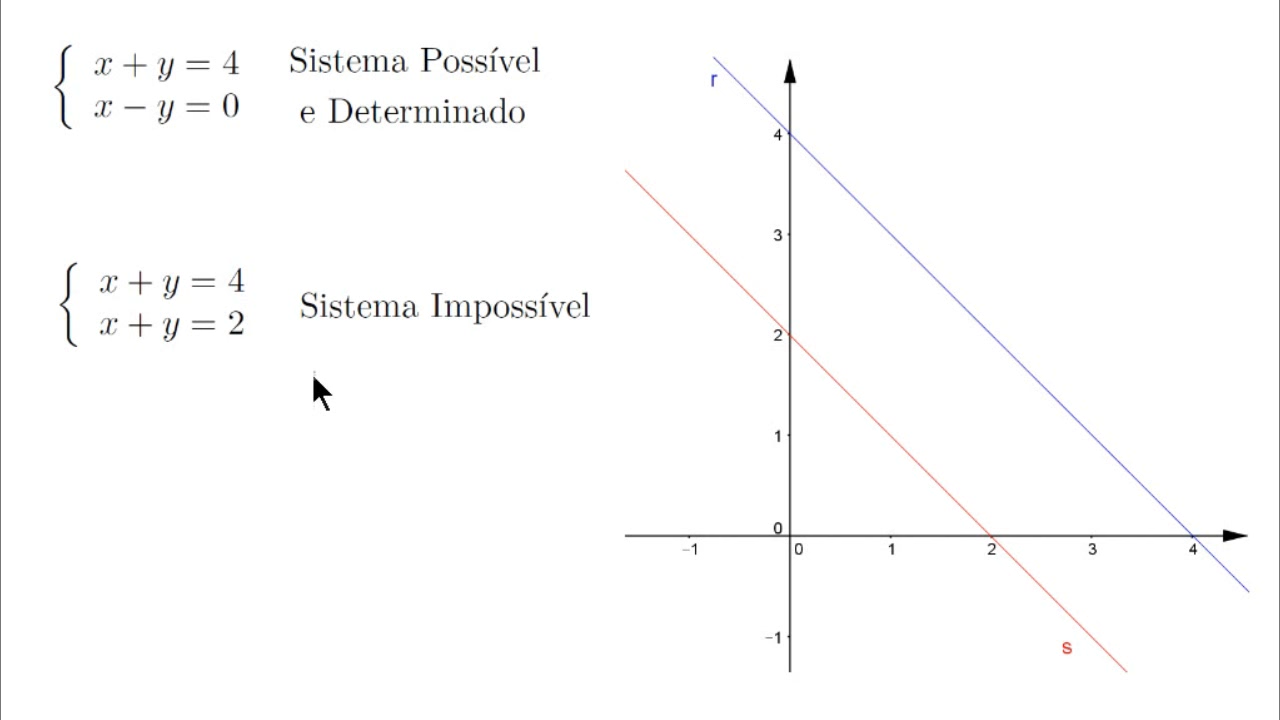 x + y = 4
x − y = 0
Sistema Possível
e Determinado
x + y = 4
x + y = 2
Sistema Impossível
r
4
3
2
1
0
−1
0
1
2
3
4
−1
s